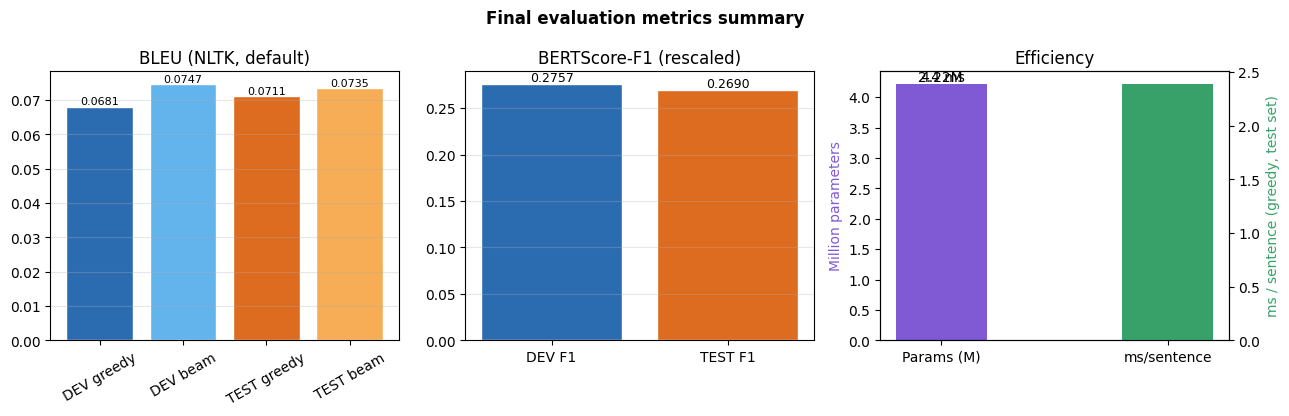 Final evaluation metrics summary
BLEU (NLTK, default)
0.0681
0.0747
0.0711
0.0735
0.07
0.06
0.05
0.04
0.03
0.02
0.01
0.00
DEV greedy
DEV beam
TEST greedy
TEST beam
BERTScore-F1 (rescaled)
0.2757
0.2690
0.25
0.20
0.15
0.10
0.05
0.00
DEV F1
TEST F1
Efficiency
4.22M
Million parameters
4.0
3.5
3.0
2.5
2.0
1.5
1.0
0.5
0.0
Params (M)
ms/sentence
2.5
2.0
1.5
1.0
0.5
0.0
ms / sentence (greedy, test set)